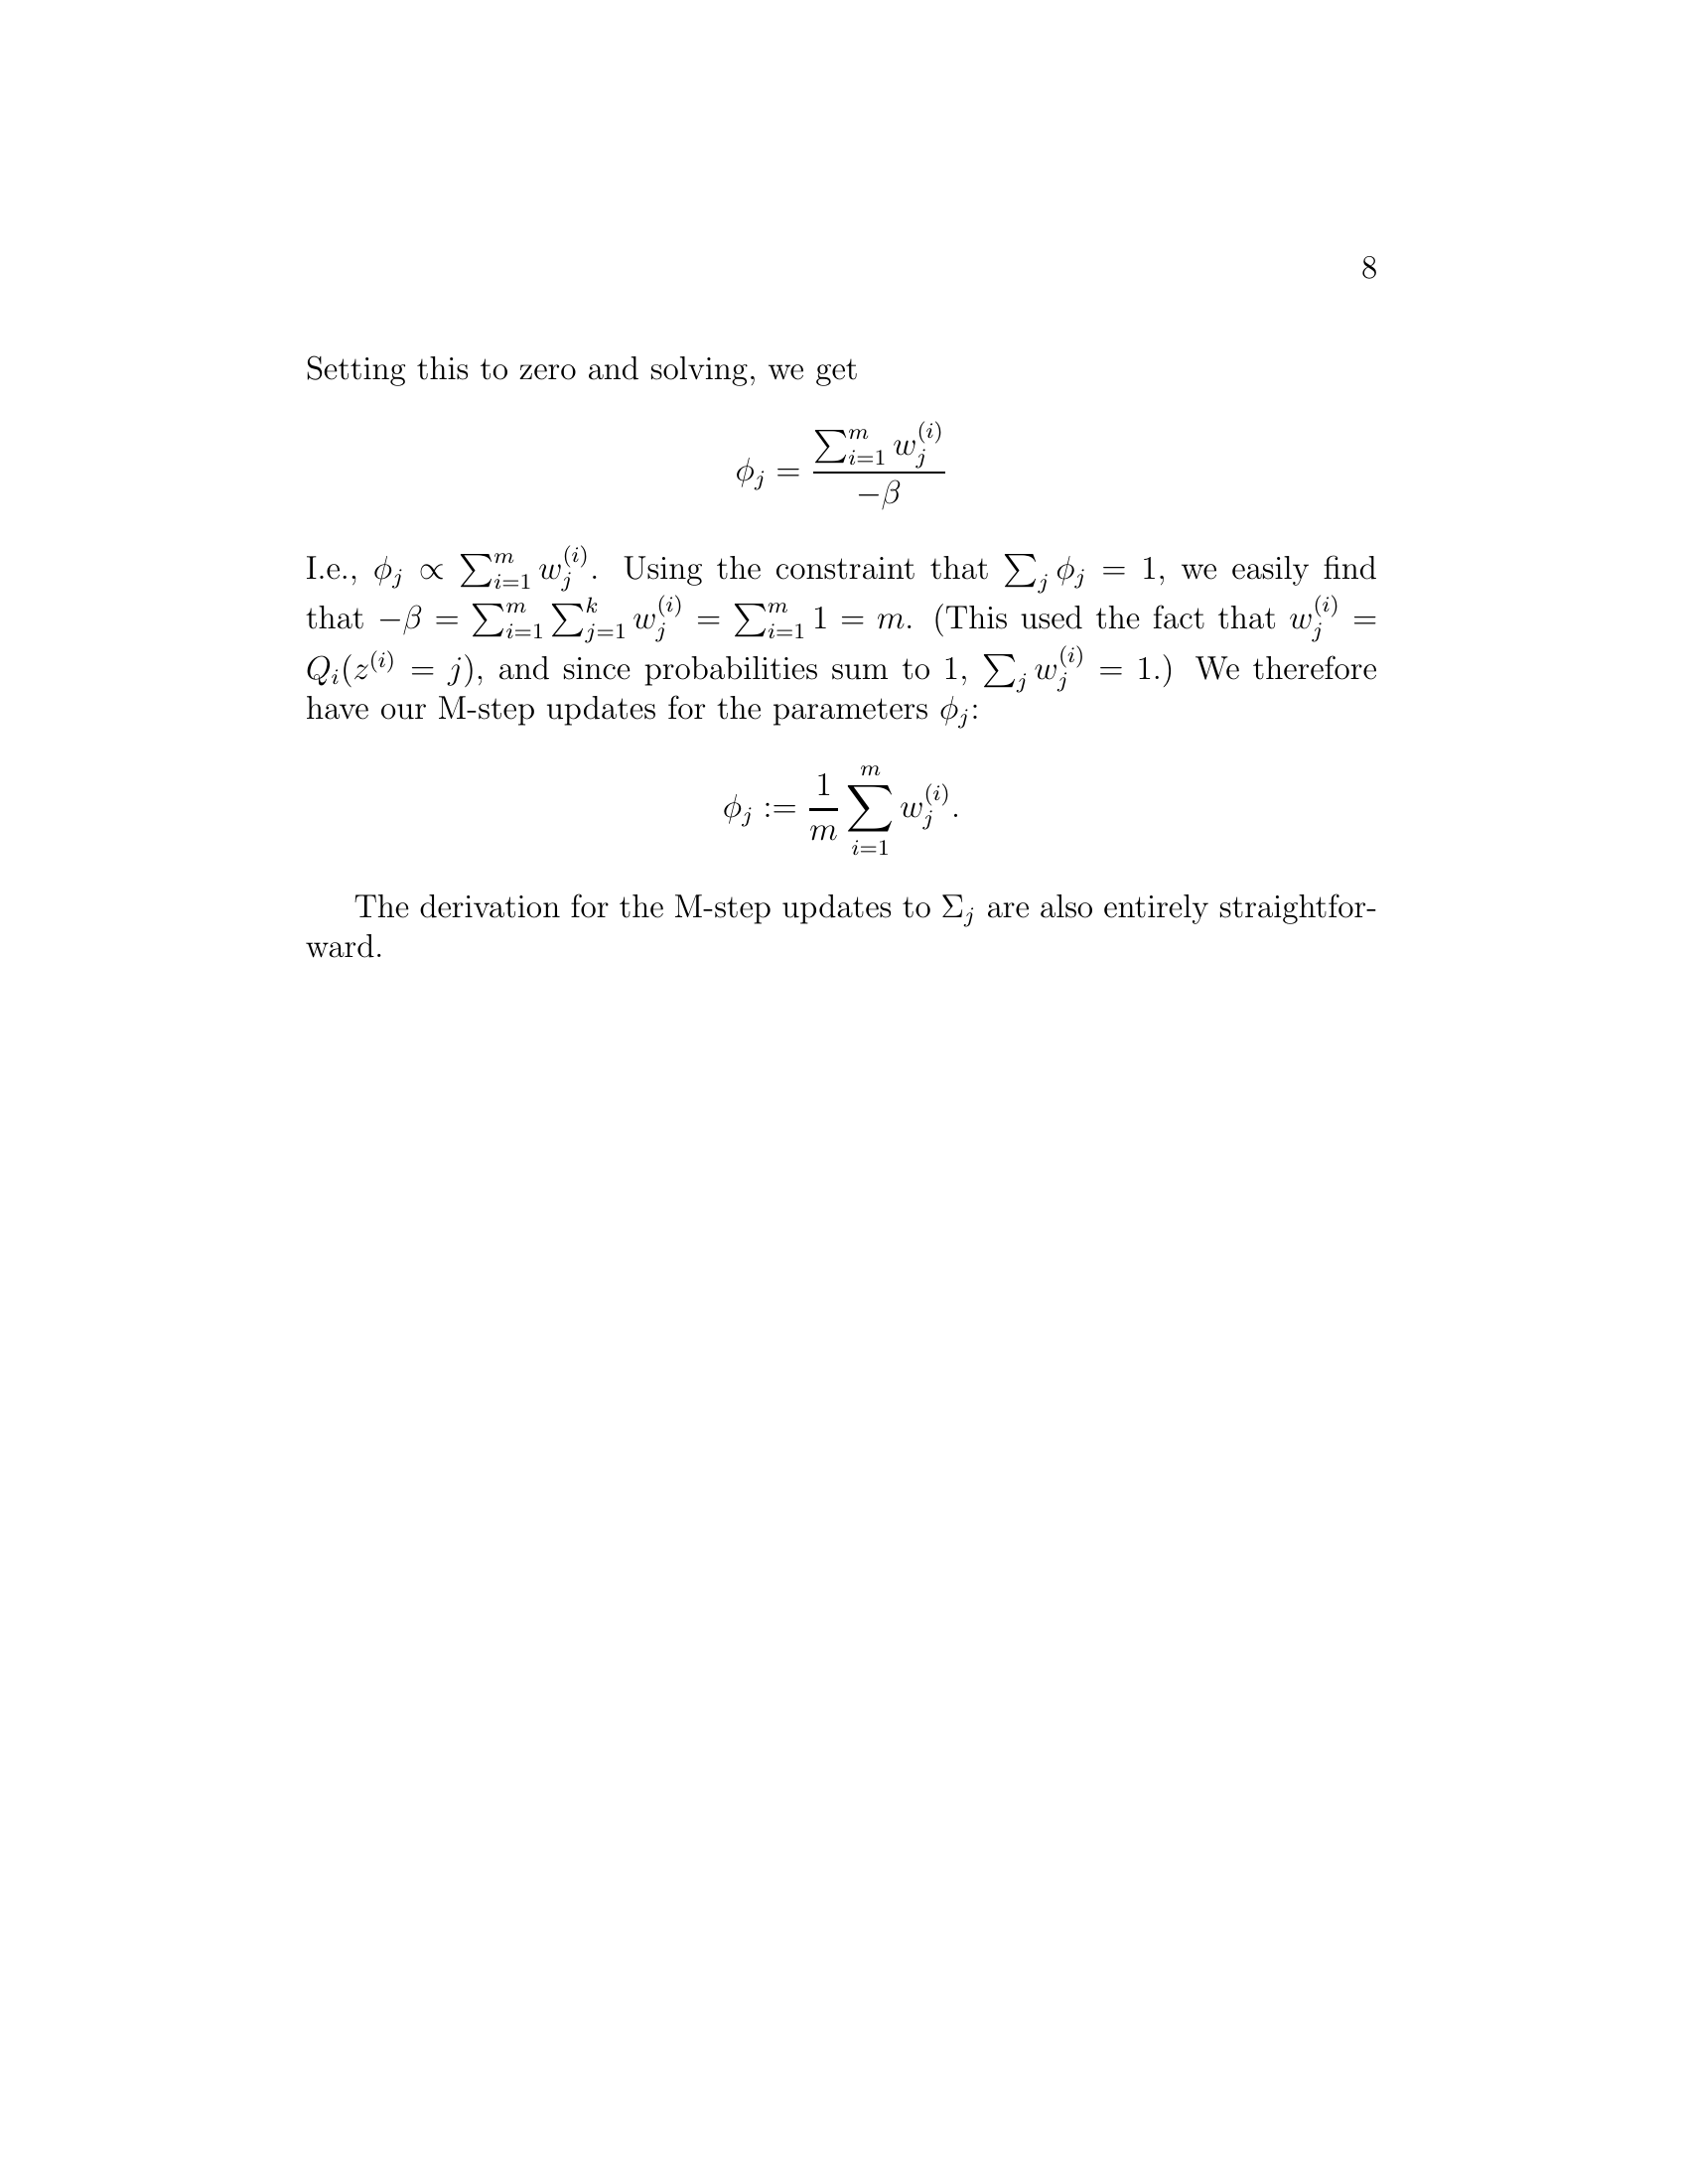 8
Setting this to zero and solving, we get
$$\phi_j = \frac{\sum_{i=1}^m w_j^{(i)}}{-\beta}$$
I.e., $\phi_j \propto \sum_{i=1}^m w_j^{(i)}$. Using the constraint that $\sum_j \phi_j = 1$, we easily find
that $-\beta = \sum_{i=1}^m \sum_{j=1}^k w_j^{(i)} = \sum_{i=1}^m 1 = m$. (This used the fact that $w_j^{(i)} =$
$Q_i(z^{(i)} = j)$, and since probabilities sum to 1, $\sum_j w_j^{(i)} = 1$.) We therefore
have our M-step updates for the parameters $\phi_j$:
$$\phi_j := \frac{1}{m} \sum_{i=1}^m w_j^{(i)}.$$
The derivation for the M-step updates to $\Sigma_j$ are also entirely straightfor-
ward.